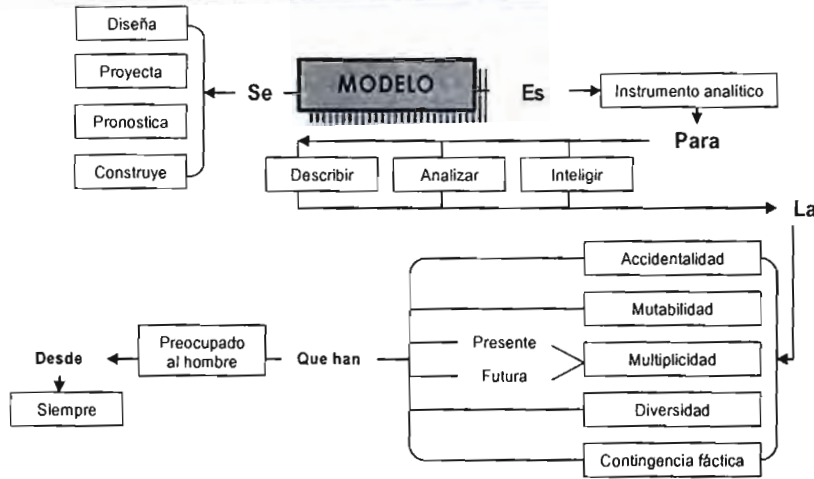 Diseña
Proyecta
Pronostica
Construye
Se
MODELO
Es
Instrumento analítico
Para
Describir
Analizar
Inteligir
La
Accidentalidad
Mutabilidad
Presente
Futura
Multiplicidad
Diversidad
Contingencia fáctica
Que han
Preocupado
al hombre
Desde
Siempre